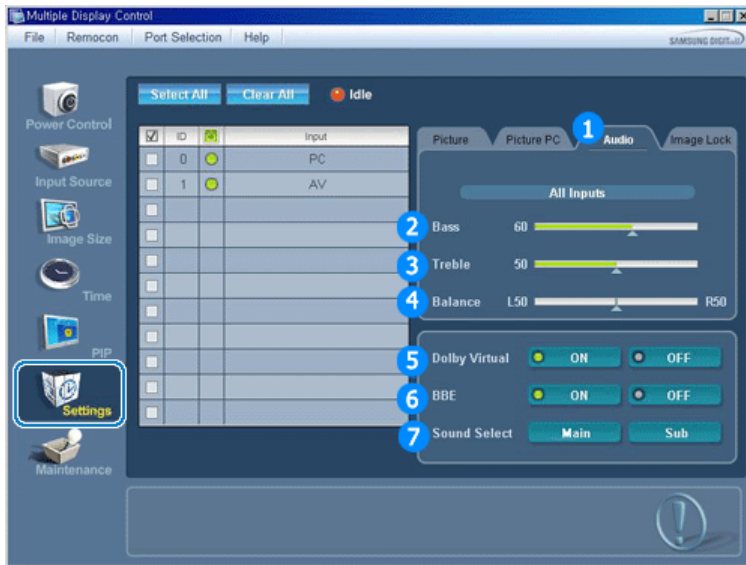 Multiple Display Control
File Remocon Port Selection Help
SAMSUNG DIGITall
Select All Clear All Idle
Power Control
Input Source
Image Size
Time
PIP
Settings
Maintenance
ID Input
0 PC
1 AV
Picture Picture PC 1 Audio Image Lock
All Inputs
2 Bass 60
3 Treble 50
4 Balance L50 R50
5 Dolby Virtual ON OFF
6 BBE ON OFF
7 Sound Select Main Sub